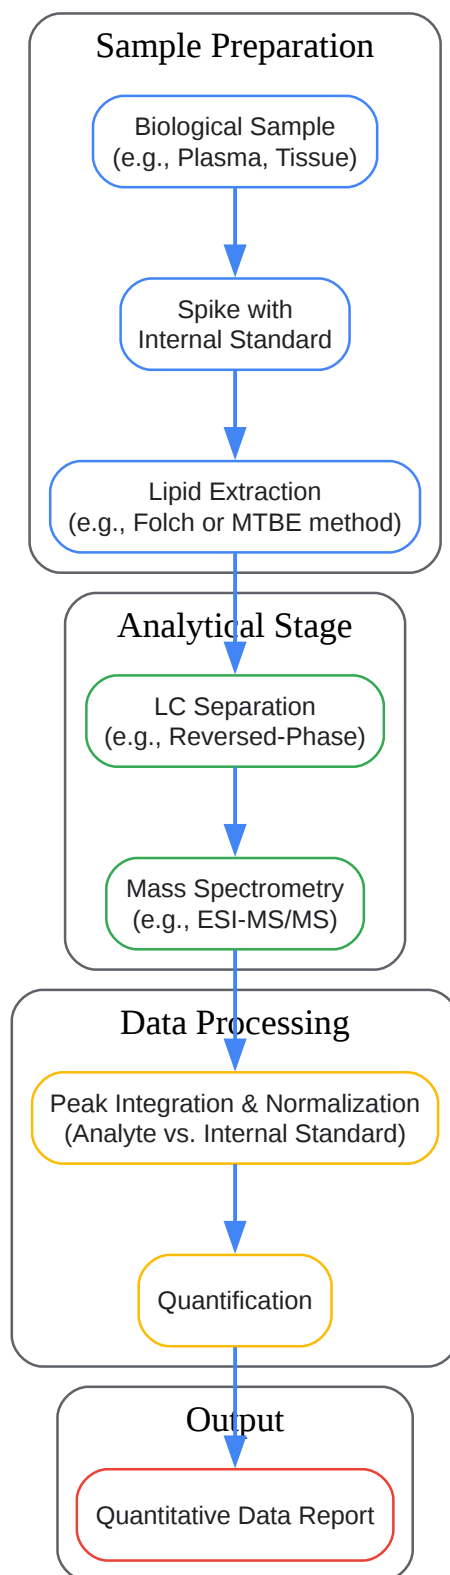 Sample Preparation
Biological Sample
(e.g., Plasma, Tissue)
Spike with
Internal Standard
Lipid Extraction
(e.g., Folch or MTBE method)
Analytical Stage
LC Separation
(e.g., Reversed-Phase)
Mass Spectrometry
(e.g., ESI-MS/MS)
Data Processing
Peak Integration & Normalization
(Analyte vs. Internal Standard)
Quantification
Output
Quantitative Data Report